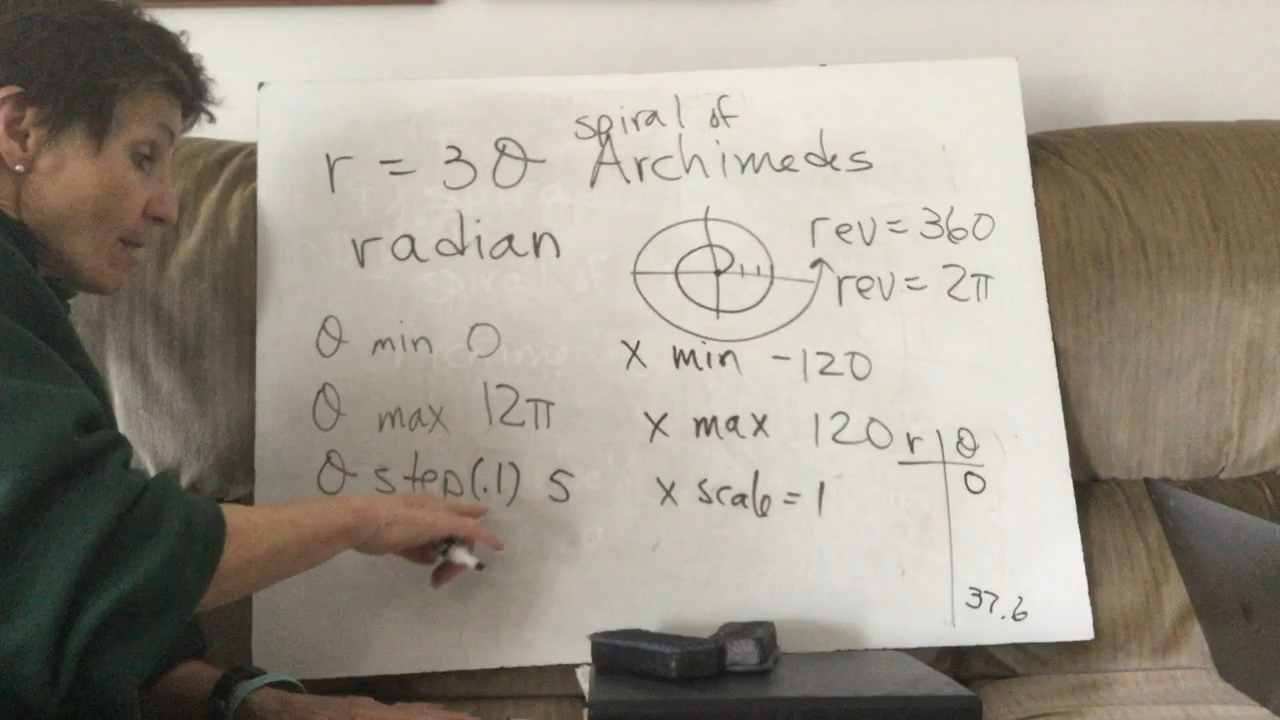 spiral of
r = 3θ Archimedes
radian
rev = 360
rev = 2π
θ min 0
x min -120
θ max 12π
x max 120
θ step(.1) 5
x scale = 1
r θ
0
37.6